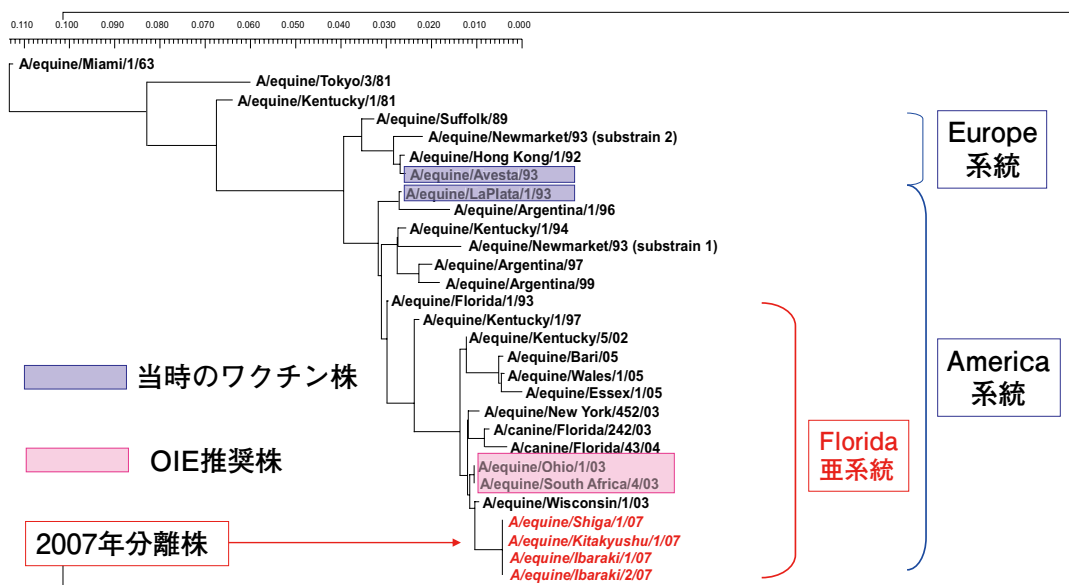 0.110 0.100 0.090 0.080 0.070 0.060 0.050 0.040 0.030 0.020 0.010 0.000
A/equine/Miami/1/63
A/equine/Tokyo/3/81
A/equine/Kentucky/1/81
A/equine/Suffolk/89
A/equine/Newmarket/93 (substrain 2)
A/equine/Hong Kong/1/92
A/equine/Avesta/93
A/equine/LaPlata/1/93
A/equine/Argentina/1/96
A/equine/Kentucky/1/94
A/equine/Newmarket/93 (substrain 1)
A/equine/Argentina/97
A/equine/Argentina/99
A/equine/Florida/1/93
A/equine/Kentucky/1/97
A/equine/Kentucky/5/02
A/equine/Bari/05
A/equine/Wales/1/05
A/equine/Essex/1/05
A/equine/New York/452/03
A/canine/Florida/242/03
A/canine/Florida/43/04
A/equine/Ohio/1/03
A/equine/South Africa/4/03
A/equine/Wisconsin/1/03
A/equine/Shiga/1/07
A/equine/Kitakyushu/1/07
A/equine/Ibaraki/1/07
A/equine/Ibaraki/2/07
Europe
系統
America
系統
Florida
亜系統
当時のワクチン株
OIE推奨株
2007年分離株